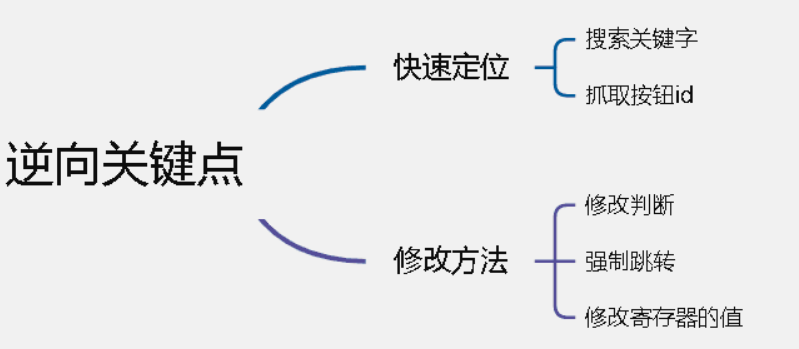 逆向关键点
快速定位
搜索关键字
抓取按钮id
修改方法
修改判断
强制跳转
修改寄存器的值